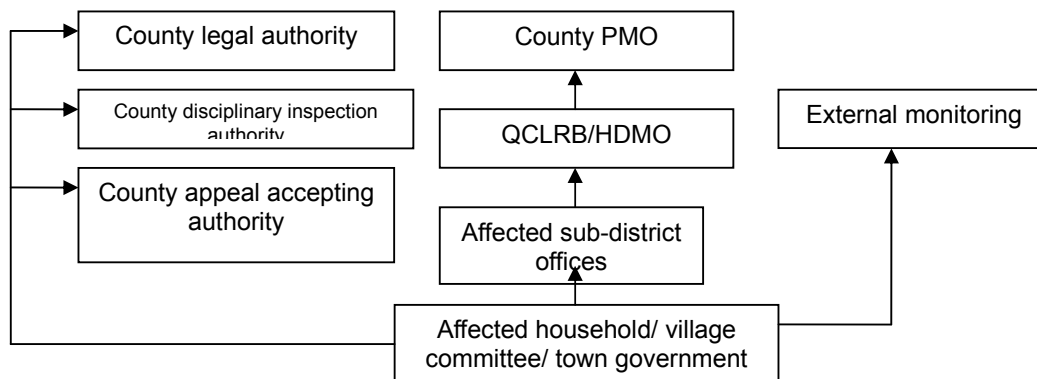 County legal authority
County PMO
County disciplinary inspection
authority
External monitoring
QCLRB/HDMO
County appeal accepting
authority
Affected sub-district
offices
Affected household/ village
committee/ town government